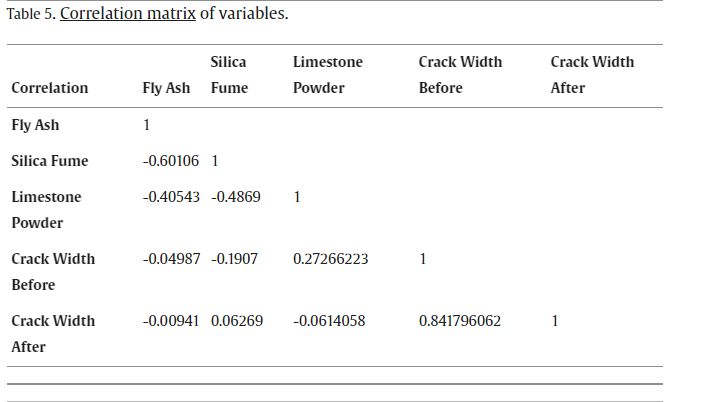 Table 5. Correlation matrix of variables.
Silica Limestone Crack Width Crack Width
Correlation Fly Ash Fume Powder Before After
Fly Ash 1
Silica Fume -0.60106 1
Limestone -0.40543 -0.4869 1
Powder
Crack Width -0.04987 -0.1907 0.27266223 1
Before
Crack Width -0.00941 0.06269 -0.0614058 0.841796062 1
After